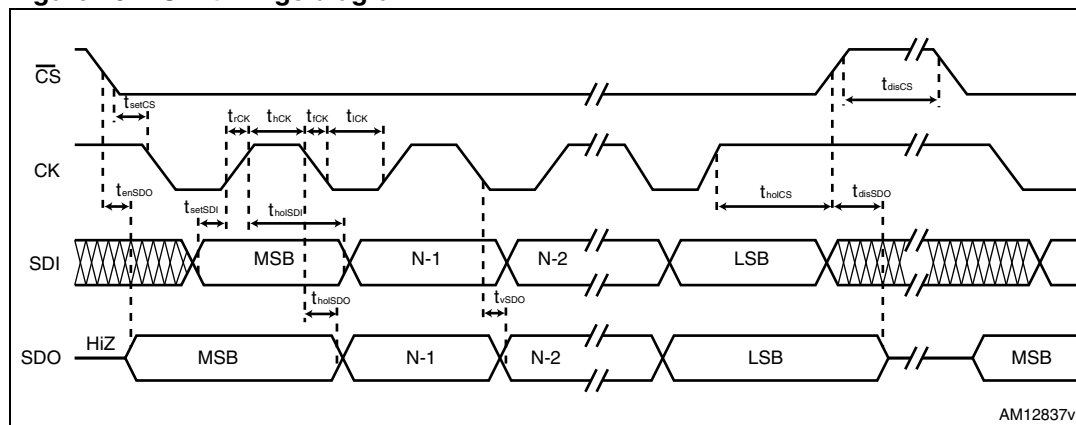 CS
tsetCS
tdisCS
trCK
thCK
tfCK
tlCK
CK
tenSDO
tsetSDI
tholSDI
tholCS
tdisSDO
SDI
MSB
N-1
N-2
LSB
tholSDO
tvSDO
SDO
HiZ
MSB
N-1
N-2
LSB
MSB
AM12837v